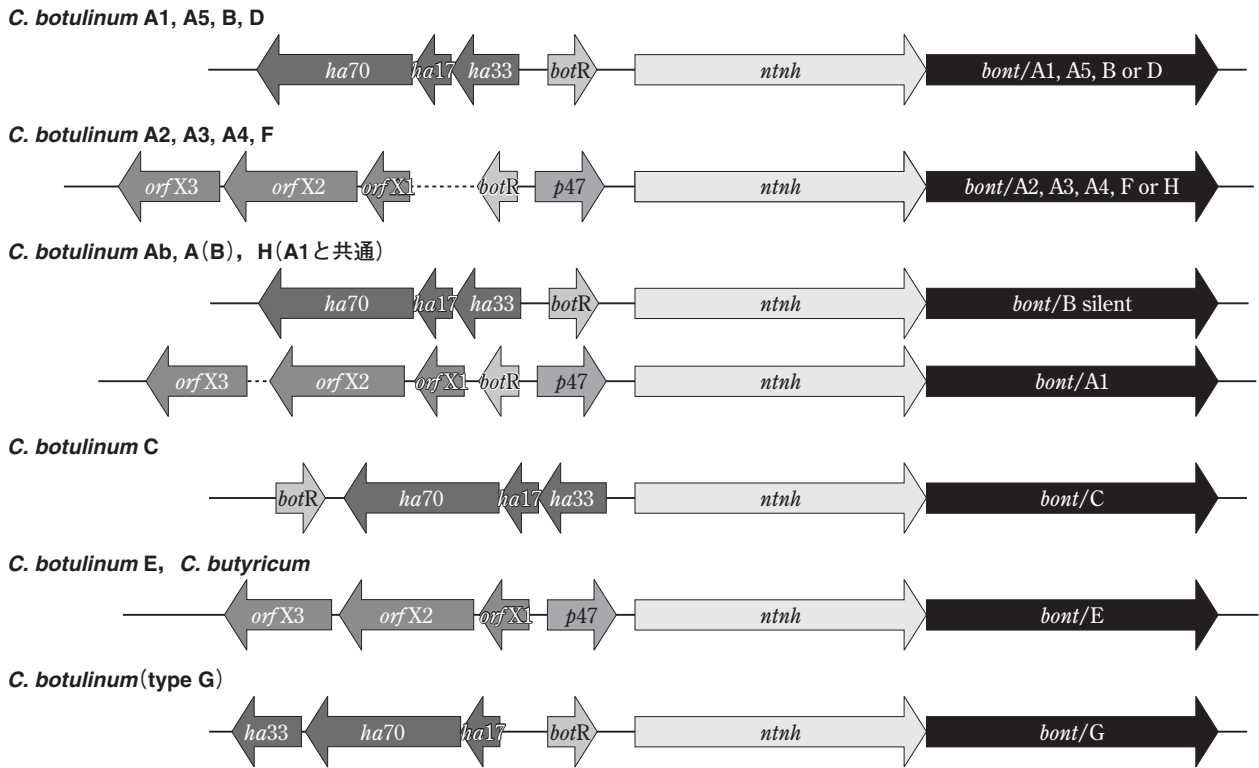 C. botulinum A1, A5, B, D
ha70 ha17 ha33 botR ntnh bont/A1, A5, B or D
C. botulinum A2, A3, A4, F
orfX3 orfX2 orfX1 botR p47 ntnh bont/A2, A3, A4, F or H
C. botulinum Ab, A(B), H(A1と共通)
ha70 ha17 ha33 botR ntnh bont/B silent
orfX3 orfX2 orfX1 botR p47 ntnh bont/A1
C. botulinum C
botR ha70 ha17 ha33 ntnh bont/C
C. botulinum E, C. butyricum
orfX3 orfX2 orfX1 p47 ntnh bont/E
C. botulinum(type G)
ha33 ha70 ha17 botR ntnh bont/G